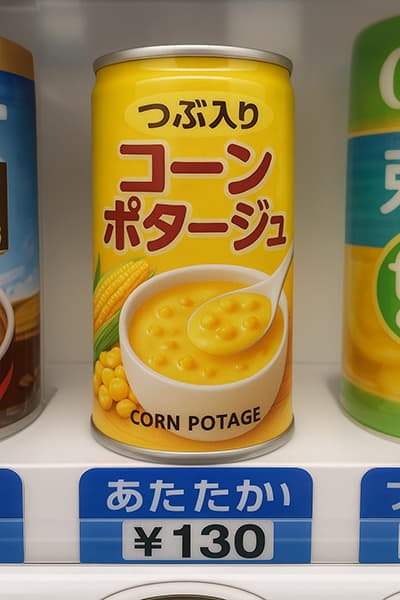 つぶ入り
コーン
ポタージュ
CORN POTAGE
あたたかい
¥130